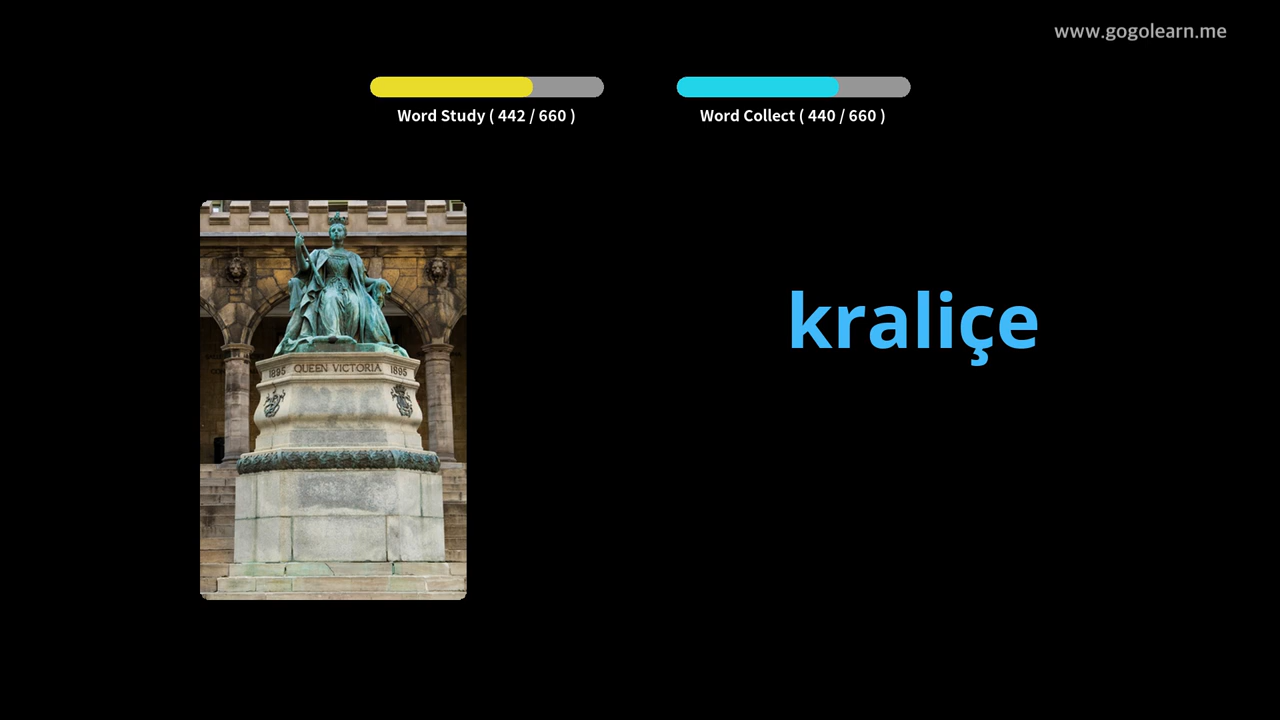 www.gogolearn.me
Word Study ( 442 / 660 )
Word Collect ( 440 / 660 )
1895 QUEEN VICTORIA 1895
kraliçe